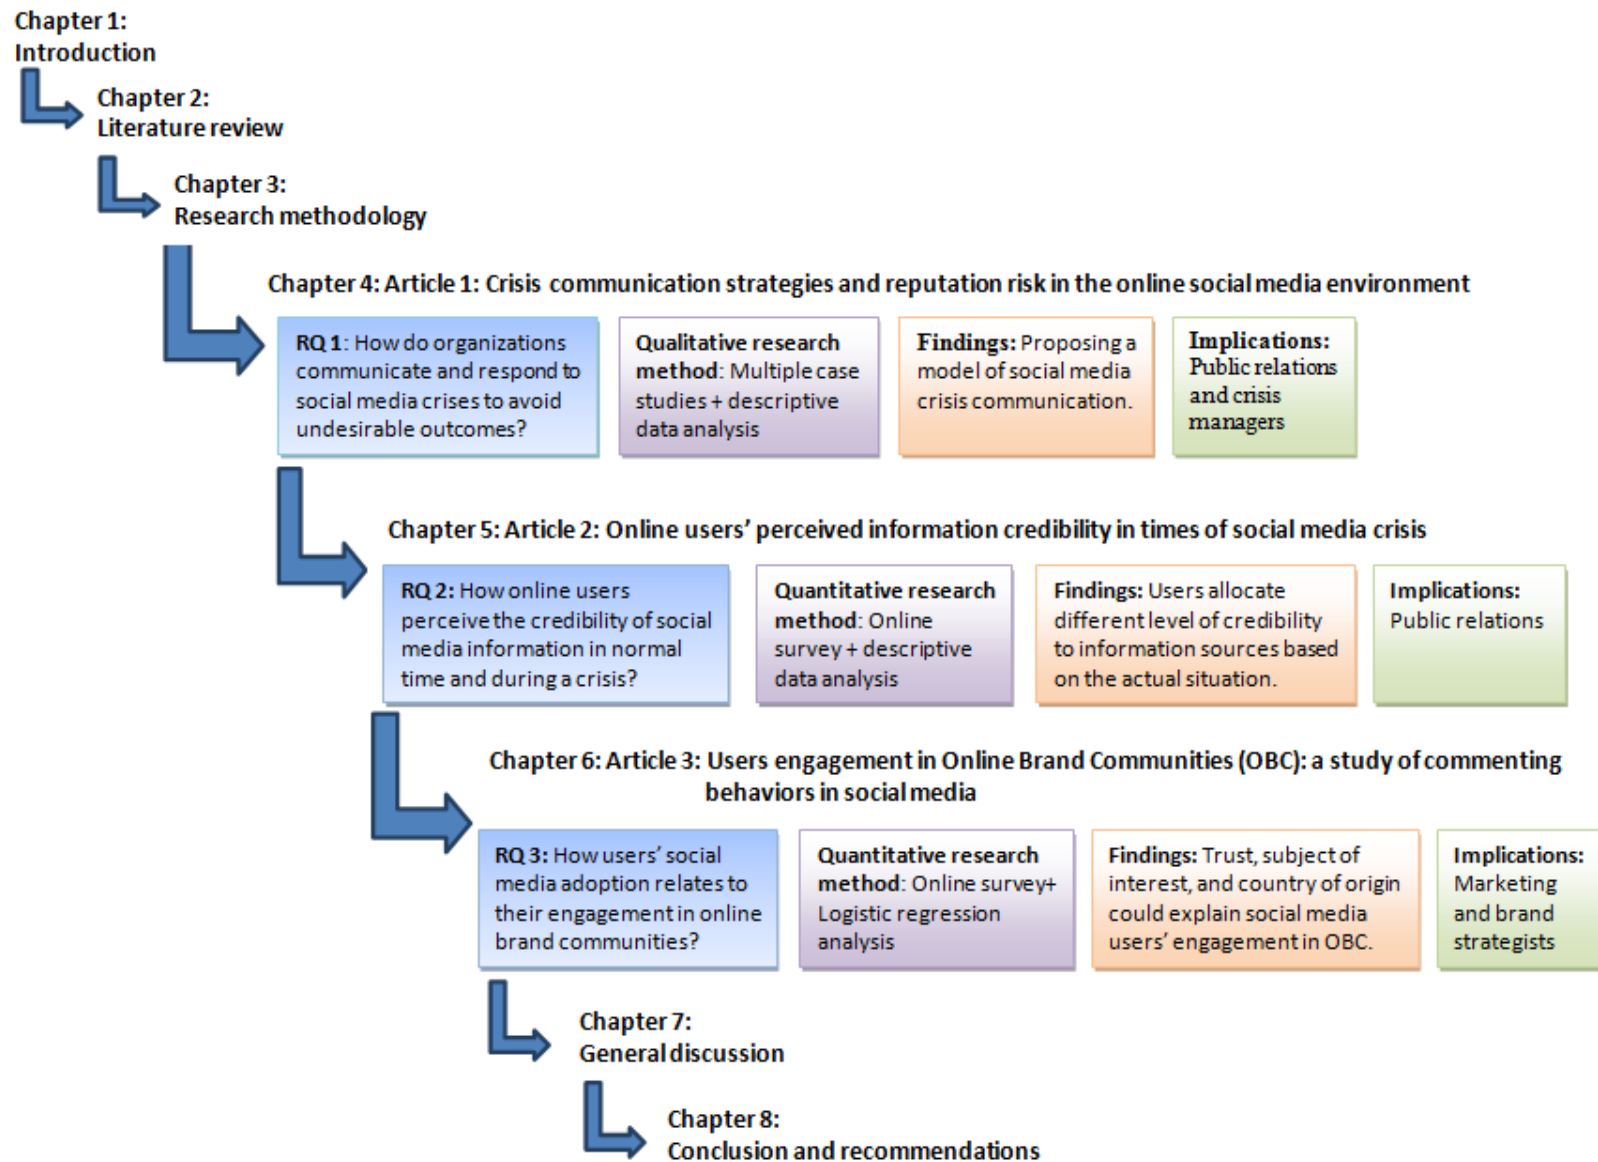 Chapter 1:
Introduction
Chapter 2:
Literature review
Chapter 3:
Research methodology
Chapter 4: Article 1: Crisis communication strategies and reputation risk in the online social media environment
RQ 1: How do organizations
communicate and respond to
social media crises to avoid
undesirable outcomes?
Qualitative research
method: Multiple case
studies + descriptive
data analysis
Findings: Proposing a
model of social media
crisis communication.
Implications:
Public relations
and crisis
managers
Chapter 5: Article 2: Online users’ perceived information credibility in times of social media crisis
RQ 2: How online users
perceive the credibility of social
media information in normal
time and during a crisis?
Quantitative research
method: Online
survey + descriptive
data analysis
Findings: Users allocate
different level of credibility
to information sources based
on the actual situation.
Implications:
Public relations
Chapter 6: Article 3: Users engagement in Online Brand Communities (OBC): a study of commenting
behaviors in social media
RQ 3: How users’ social
media adoption relates to
their engagement in online
brand communities?
Quantitative research
method: Online survey+
Logistic regression
analysis
Findings: Trust, subject of
interest, and country of origin
could explain social media
users’ engagement in OBC.
Implications:
Marketing
and brand
strategists
Chapter 7:
General discussion
Chapter 8:
Conclusion and recommendations